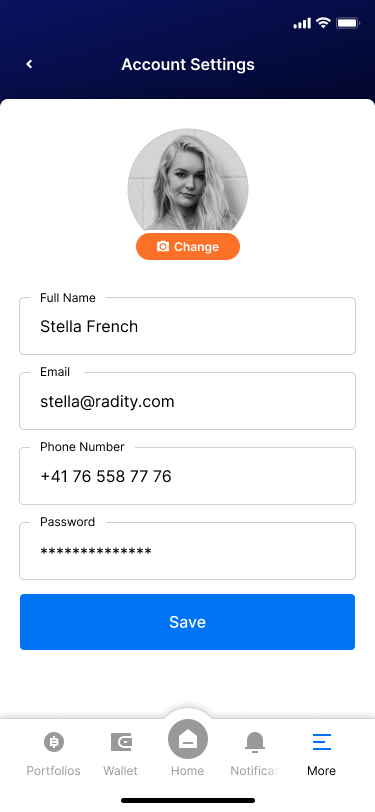 Account Settings
Change
Full Name
Stella French
Email
stella@radity.com
Phone Number
+41 76 558 77 76
Password
**************
Save
Portfolios Wallet Home Notificat More